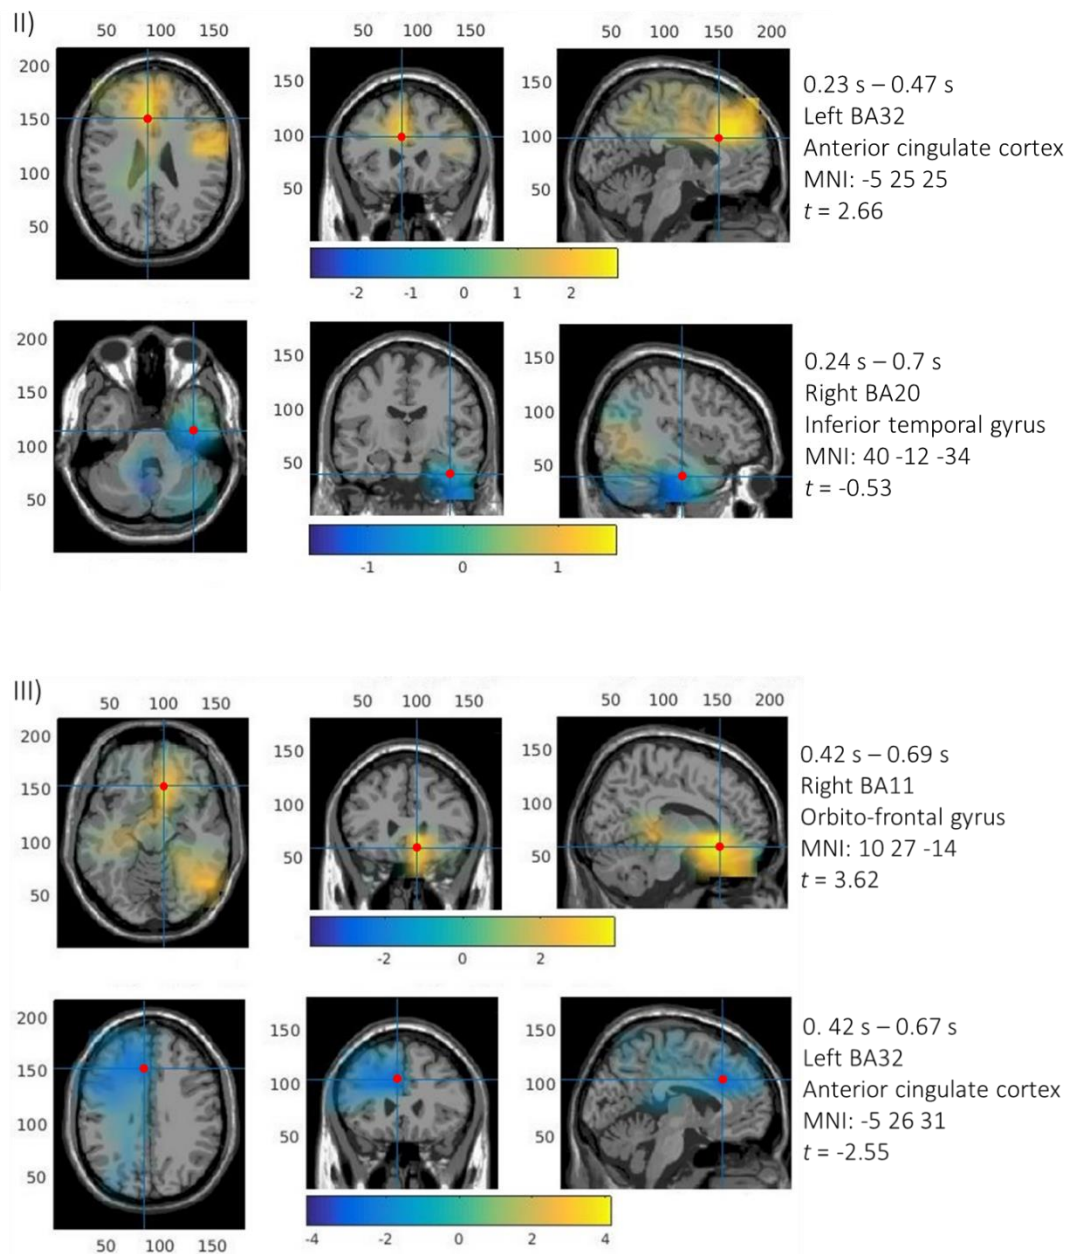 II)
50 100 150
50 100 150
50 100 150 200
200
150
100
50
150
100
50
150
100
50
0.23 s – 0.47 s
Left BA32
Anterior cingulate cortex
MNI: -5 25 25
t = 2.66
-2 -1 0 1 2
200
150
100
50
150
100
50
150
100
50
0.24 s – 0.7 s
Right BA20
Inferior temporal gyrus
MNI: 40 -12 -34
t = -0.53
-1 0 1
III)
50 100 150
50 100 150
50 100 150 200
200
150
100
50
150
100
50
150
100
50
0.42 s – 0.69 s
Right BA11
Orbito-frontal gyrus
MNI: 10 27 -14
t = 3.62
-2 0 2
200
150
100
50
150
100
50
150
100
50
0. 42 s – 0.67 s
Left BA32
Anterior cingulate cortex
MNI: -5 26 31
t = -2.55
-4 -2 0 2 4
50 100 150